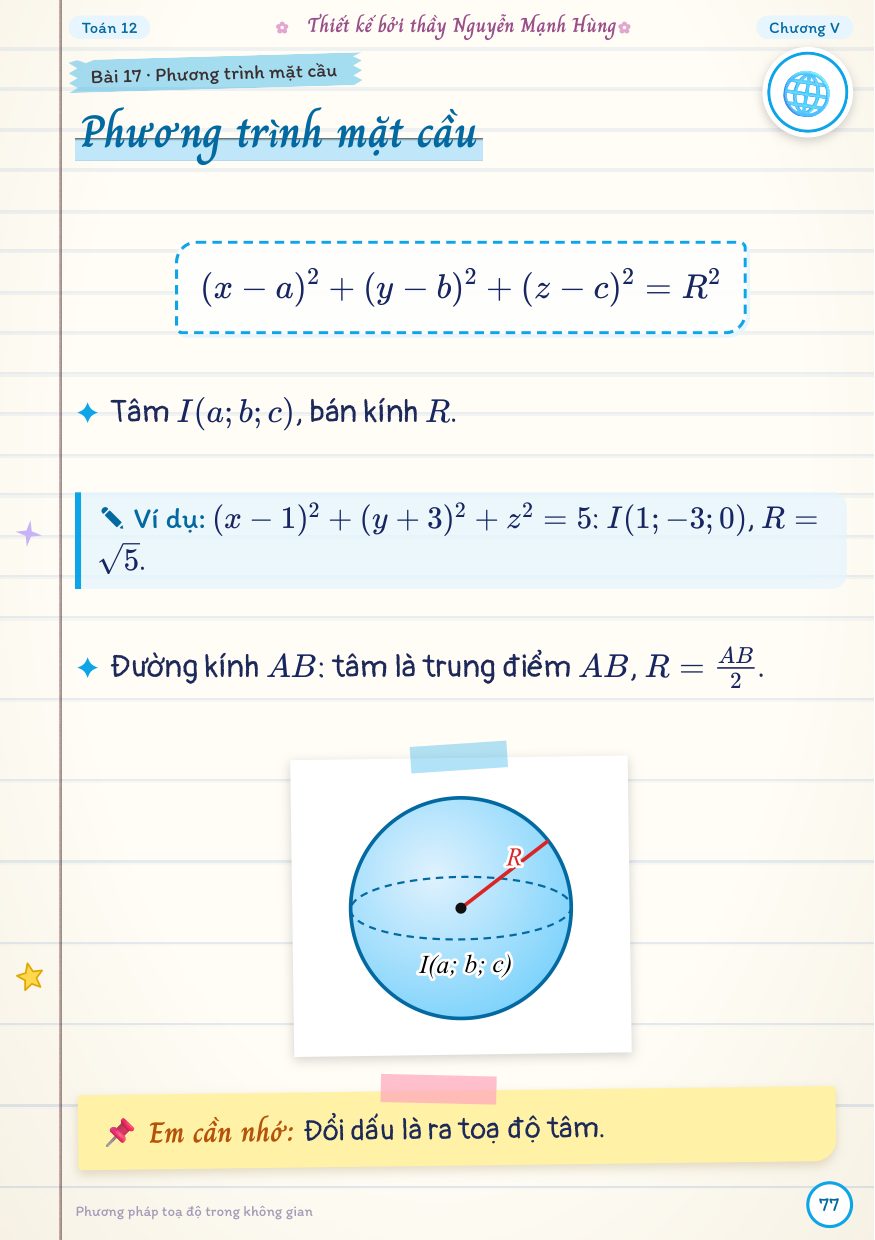 Toán 12
Thiết kế bởi thầy Nguyễn Mạnh Hùng
Chương V
Bài 17 · Phương trình mặt cầu
Phương trình mặt cầu
(x − a)² + (y − b)² + (z − c)² = R²
Tâm I(a; b; c), bán kính R.
Ví dụ: (x − 1)² + (y + 3)² + z² = 5: I(1; −3; 0), R =
√5.
Đường kính AB: tâm là trung điểm AB, R = AB/2.
R
I(a; b; c)
Em cần nhớ: Đổi dấu là ra toạ độ tâm.
Phương pháp toạ độ trong không gian
77